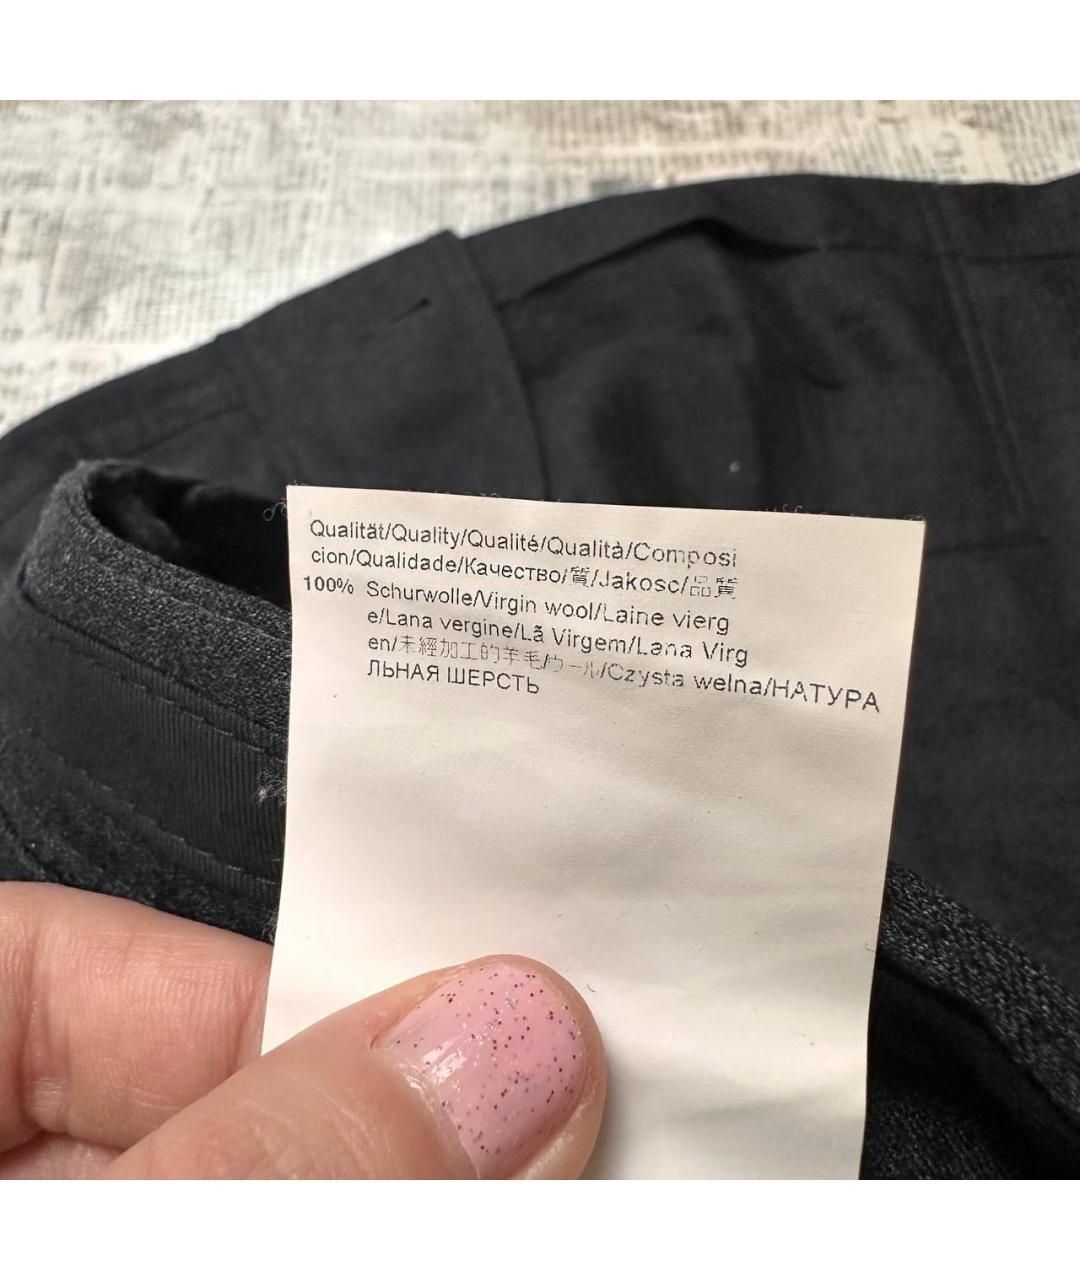 Qualität/Quality/Qualité/Qualità/Composi
cion/Qualidade/Качество/質/Jakosc/品質
100% Schurwolle/Virgin wool/Laine vierg
e/Lana vergine/Lã Virgem/Lana Virg
en/未經加工的羊毛/ウール/Czysta welna/НАТУРА
ЛЬНАЯ ШЕРСТЬ